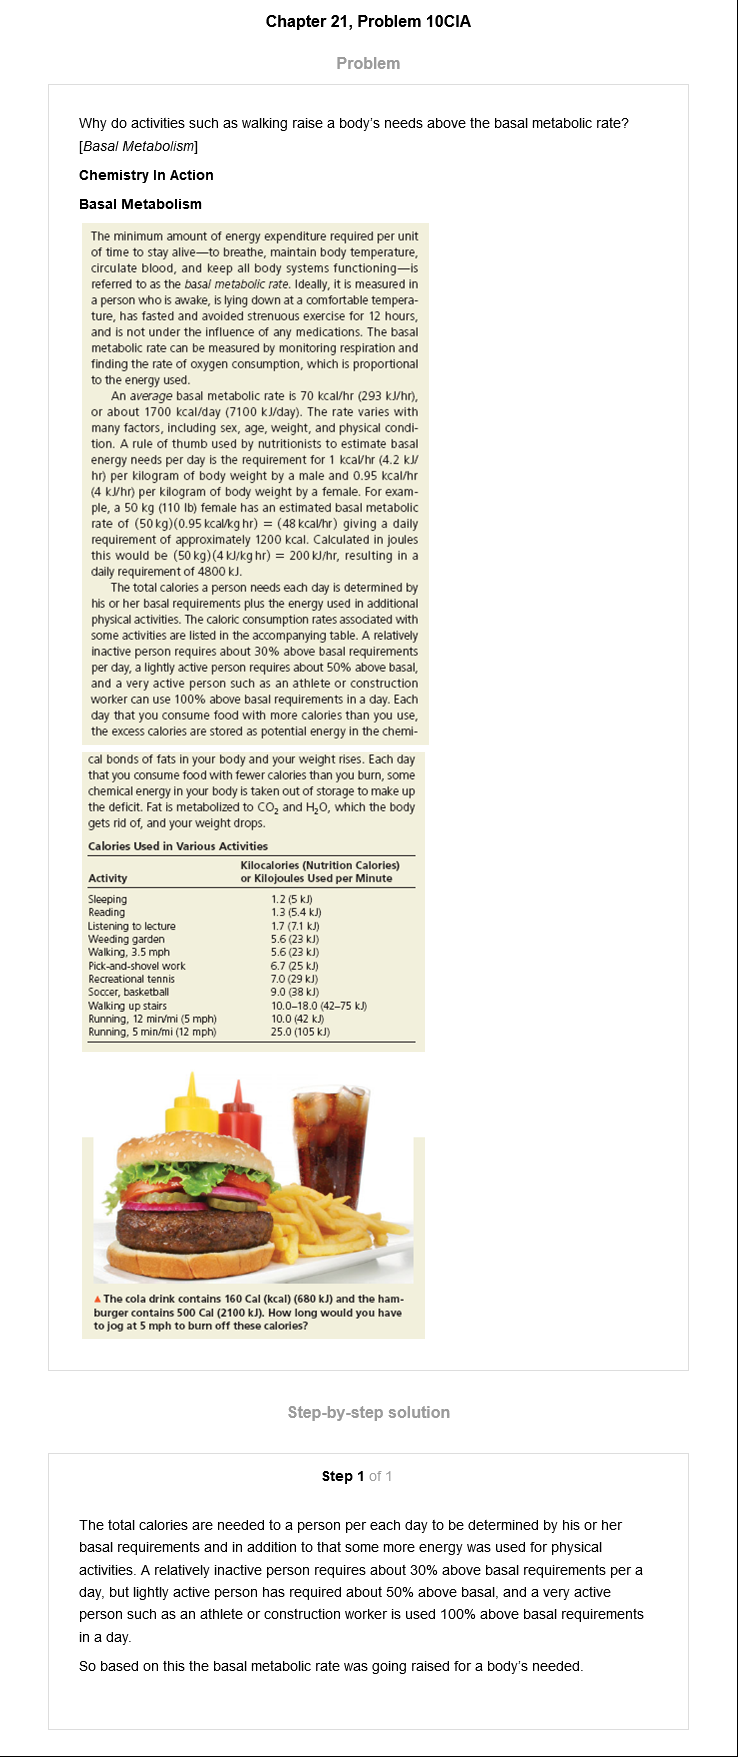 Chapter 21, Problem 10CIA
Problem
Why do activities such as walking raise a body's needs above the basal metabolic rate?
[Basal Metabolism]
Chemistry In Action
Basal Metabolism
The minimum amount of energy expenditure required per unit
of time to stay alive—to breathe, maintain body temperature,
circulate blood, and keep all body systems functioning—is
referred to as the basal metabolic rate. Ideally, it is measured in
a person who is awake, is lying down at a comfortable tempera-
ture, has fasted and avoided strenuous exercise for 12 hours,
and is not under the influence of any medications. The basal
metabolic rate can be measured by monitoring respiration and
finding the rate of oxygen consumption, which is proportional
to the energy used.
An average basal metabolic rate is 70 kcal/hr (293 kJ/hr),
or about 1700 kcal/day (7100 kJ/day). The rate varies with
many factors, including sex, age, weight, and physical condi-
tion. A rule of thumb used by nutritionists to estimate basal
energy needs per day is the requirement for 1 kcal/hr (4.2 kJ/
hr) per kilogram of body weight by a male and 0.95 kcal/hr
(4 kJ/hr) per kilogram of body weight by a female. For exam-
ple, a 50 kg (110 lb) female has an estimated basal metabolic
rate of (50 kg)(0.95 kcal/kg hr) = (48 kcal/hr) giving a daily
requirement of approximately 1200 kcal. Calculated in joules
this would be (50 kg)(4 kJ/kg hr) = 200 kJ/hr, resulting in a
daily requirement of 4800 kJ.
The total calories a person needs each day is determined by
his or her basal requirements plus the energy used in additional
physical activities. The caloric consumption rates associated with
some activities are listed in the accompanying table. A relatively
inactive person requires about 30% above basal requirements
per day, a lightly active person requires about 50% above basal,
and a very active person such as an athlete or construction
worker can use 100% above basal requirements in a day. Each
day that you consume food with more calories than you use,
the excess calories are stored as potential energy in the chemi-
cal bonds of fats in your body and your weight rises. Each day
that you consume food with fewer calories than you burn, some
chemical energy in your body is taken out of storage to make up
the deficit. Fat is metabolized to CO₂ and H₂O, which the body
gets rid of, and your weight drops.
Calories Used in Various Activities
Kilocalories (Nutrition Calories)
Activity or Kilojoules Used per Minute
Sleeping 1.2 (5 kJ)
Reading 1.3 (5.4 kJ)
Listening to lecture 1.7 (7.1 kJ)
Weeding garden 5.6 (23 kJ)
Walking, 3.5 mph 5.6 (23 kJ)
Pick-and-shovel work 6.7 (25 kJ)
Recreational tennis 7.0 (29 kJ)
Soccer, basketball 9.0 (38 kJ)
Walking up stairs 10.0–18.0 (42–75 kJ)
Running, 12 min/mi (5 mph) 10.0 (42 kJ)
Running, 5 min/mi (12 mph) 25.0 (105 kJ)
▲ The cola drink contains 160 Cal (kcal) (680 kJ) and the ham-
burger contains 500 Cal (2100 kJ). How long would you have
to jog at 5 mph to burn off these calories?
Step-by-step solution
Step 1 of 1
The total calories are needed to a person per each day to be determined by his or her
basal requirements and in addition to that some more energy was used for physical
activities. A relatively inactive person requires about 30% above basal requirements per a
day, but lightly active person has required about 50% above basal, and a very active
person such as an athlete or construction worker is used 100% above basal requirements
in a day.
So based on this the basal metabolic rate was going raised for a body's needed.